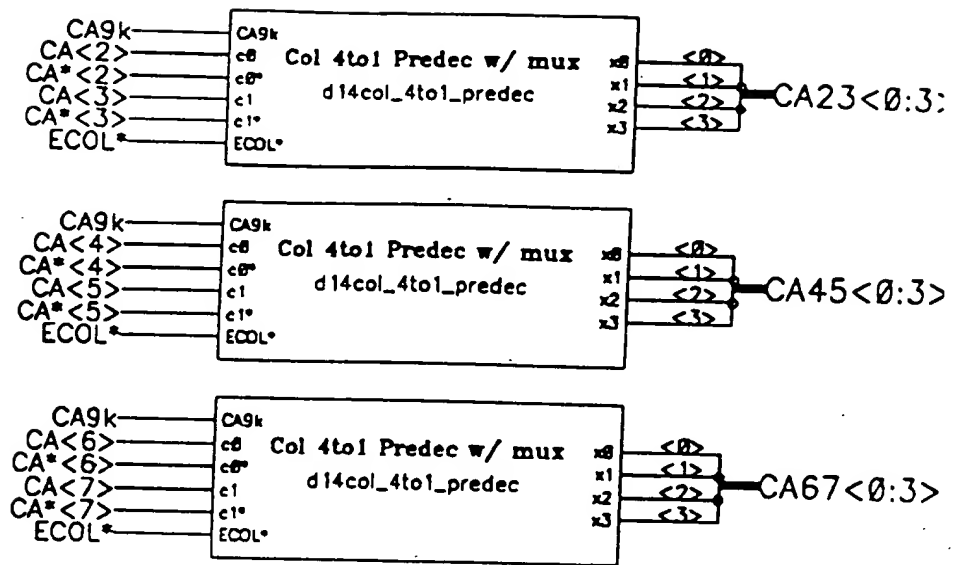 CA9k CA9k
CA<2> c0 Col 4to1 Predec w/ mux x0 <0>
CA*<2> c0* d14col_4to1_predec x1 <1>
CA<3> c1 x2 <2> CA23<0:3>
CA*<3> c1* x3 <3>
ECOL* ECOL*
CA9k CA9k
CA<4> c0 Col 4to1 Predec w/ mux x0 <0>
CA*<4> c0* d14col_4to1_predec x1 <1>
CA<5> c1 x2 <2> CA45<0:3>
CA*<5> c1* x3 <3>
ECOL* ECOL*
CA9k CA9k
CA<6> c0 Col 4to1 Predec w/ mux x0 <0>
CA*<6> c0* d14col_4to1_predec x1 <1>
CA<7> c1 x2 <2> CA67<0:3>
CA*<7> c1* x3 <3>
ECOL* ECOL*